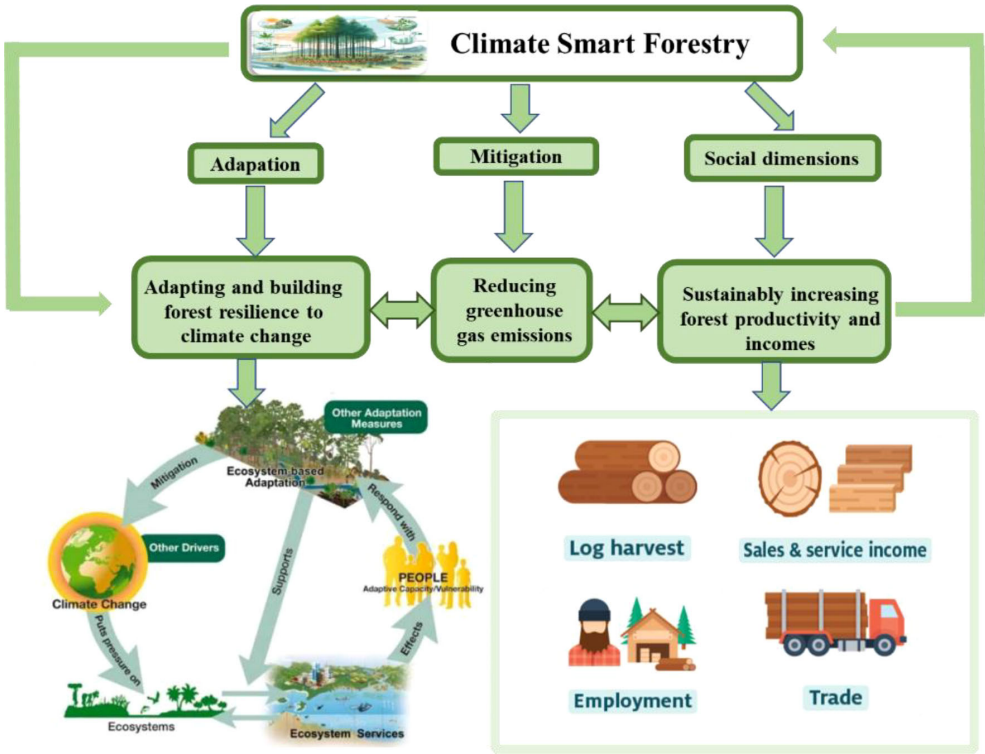 Climate Smart Forestry
Adapation
Mitigation
Social dimensions
Adapting and building
forest resilience to
climate change
Reducing
greenhouse
gas emissions
Sustainably increasing
forest productivity and
incomes
Other Adaptation
Measures
Ecosystem-based
Adaptation
Mitigation
Respond with
Other Drivers
Supports
Climate Change
PEOPLE
Adaptive Capacity/Vulnerability
Puts pressure on
Effects
Ecosystems
Ecosystem Services
Log harvest
Sales & service income
Employment
Trade